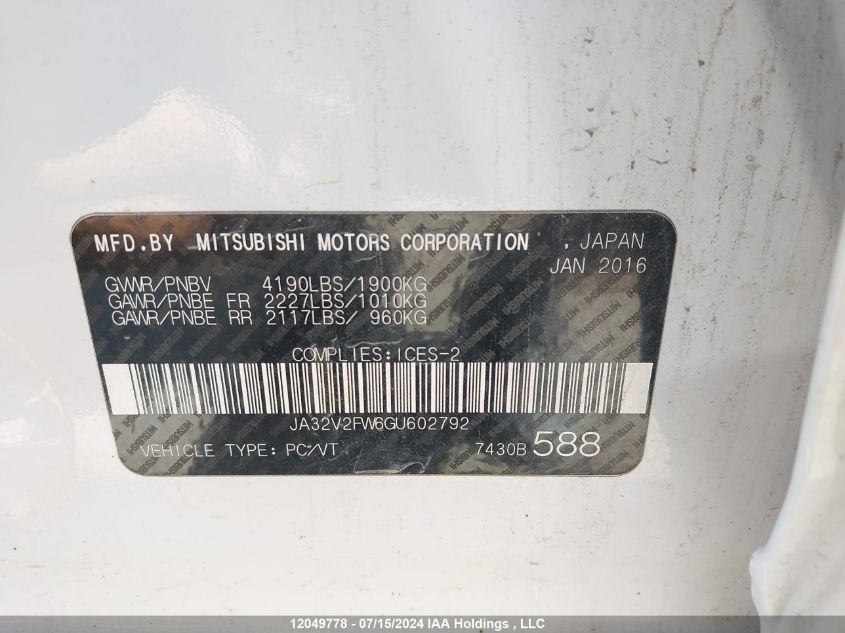 MFD.BY MITSUBISHI MOTORS CORPORATION , JAPAN
JAN 2016
GVWR/PNBV 4190LBS/1900KG
GAWR/PNBE FR 2227LBS/1010KG
GAWR/PNBE RR 2117LBS/ 960KG
COMPLIES:ICES-2
JA32V2FW6GU602792
VEHICLE TYPE: PC/VT 7430B 588
12049778 - 07/15/2024 IAA Holdings , LLC